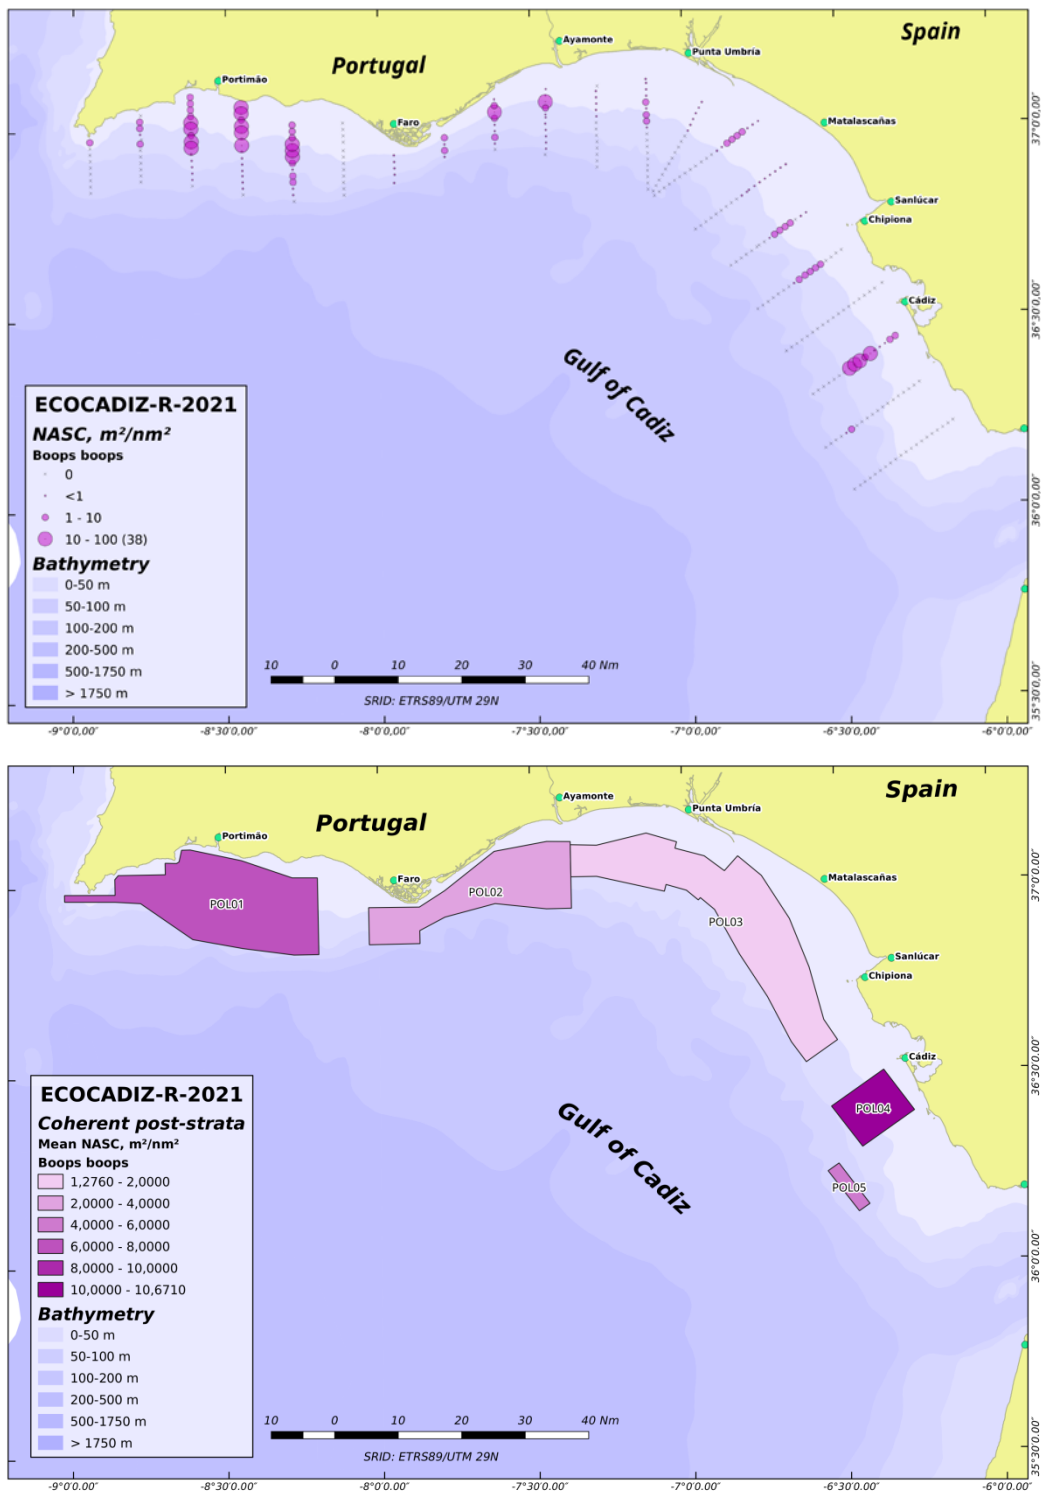 Spain
Ayamonte
Punta Umbría
Portugal
Portimão
Faro
Matalascañas
37°0'0.00"
Sanlúcar
Chipiona
Cádiz
36°30'0.00"
Gulf of Cadiz
ECOCADIZ-R-2021
NASC, m²/nm²
Boops boops
0
<1
1 - 10
10 - 100 (38)
Bathymetry
0-50 m
50-100 m
100-200 m
200-500 m
500-1750 m
> 1750 m
36°0'0.00"
35°30'0.00"
10 0 10 20 30 40 Nm
SRID: ETRS89/UTM 29N
-9°0'0.00" -8°30'0.00" -8°0'0.00" -7°30'0.00" -7°0'0.00" -6°30'0.00" -6°0'0.00"
Spain
Ayamonte
Punta Umbría
Portugal
Portimão
Faro
Matalascañas
37°0'0.00"
POL01
POL02
POL03
Sanlúcar
Chipiona
Cádiz
36°30'0.00"
POL04
POL05
Gulf of Cadiz
ECOCADIZ-R-2021
Coherent post-strata
Mean NASC, m²/nm²
Boops boops
1,2760 - 2,0000
2,0000 - 4,0000
4,0000 - 6,0000
6,0000 - 8,0000
8,0000 - 10,0000
10,0000 - 10,6710
Bathymetry
0-50 m
50-100 m
100-200 m
200-500 m
500-1750 m
> 1750 m
36°0'0.00"
35°30'0.00"
10 0 10 20 30 40 Nm
SRID: ETRS89/UTM 29N
-9°0'0.00" -8°30'0.00" -8°0'0.00" -7°30'0.00" -7°0'0.00" -6°30'0.00" -6°0'0.00"